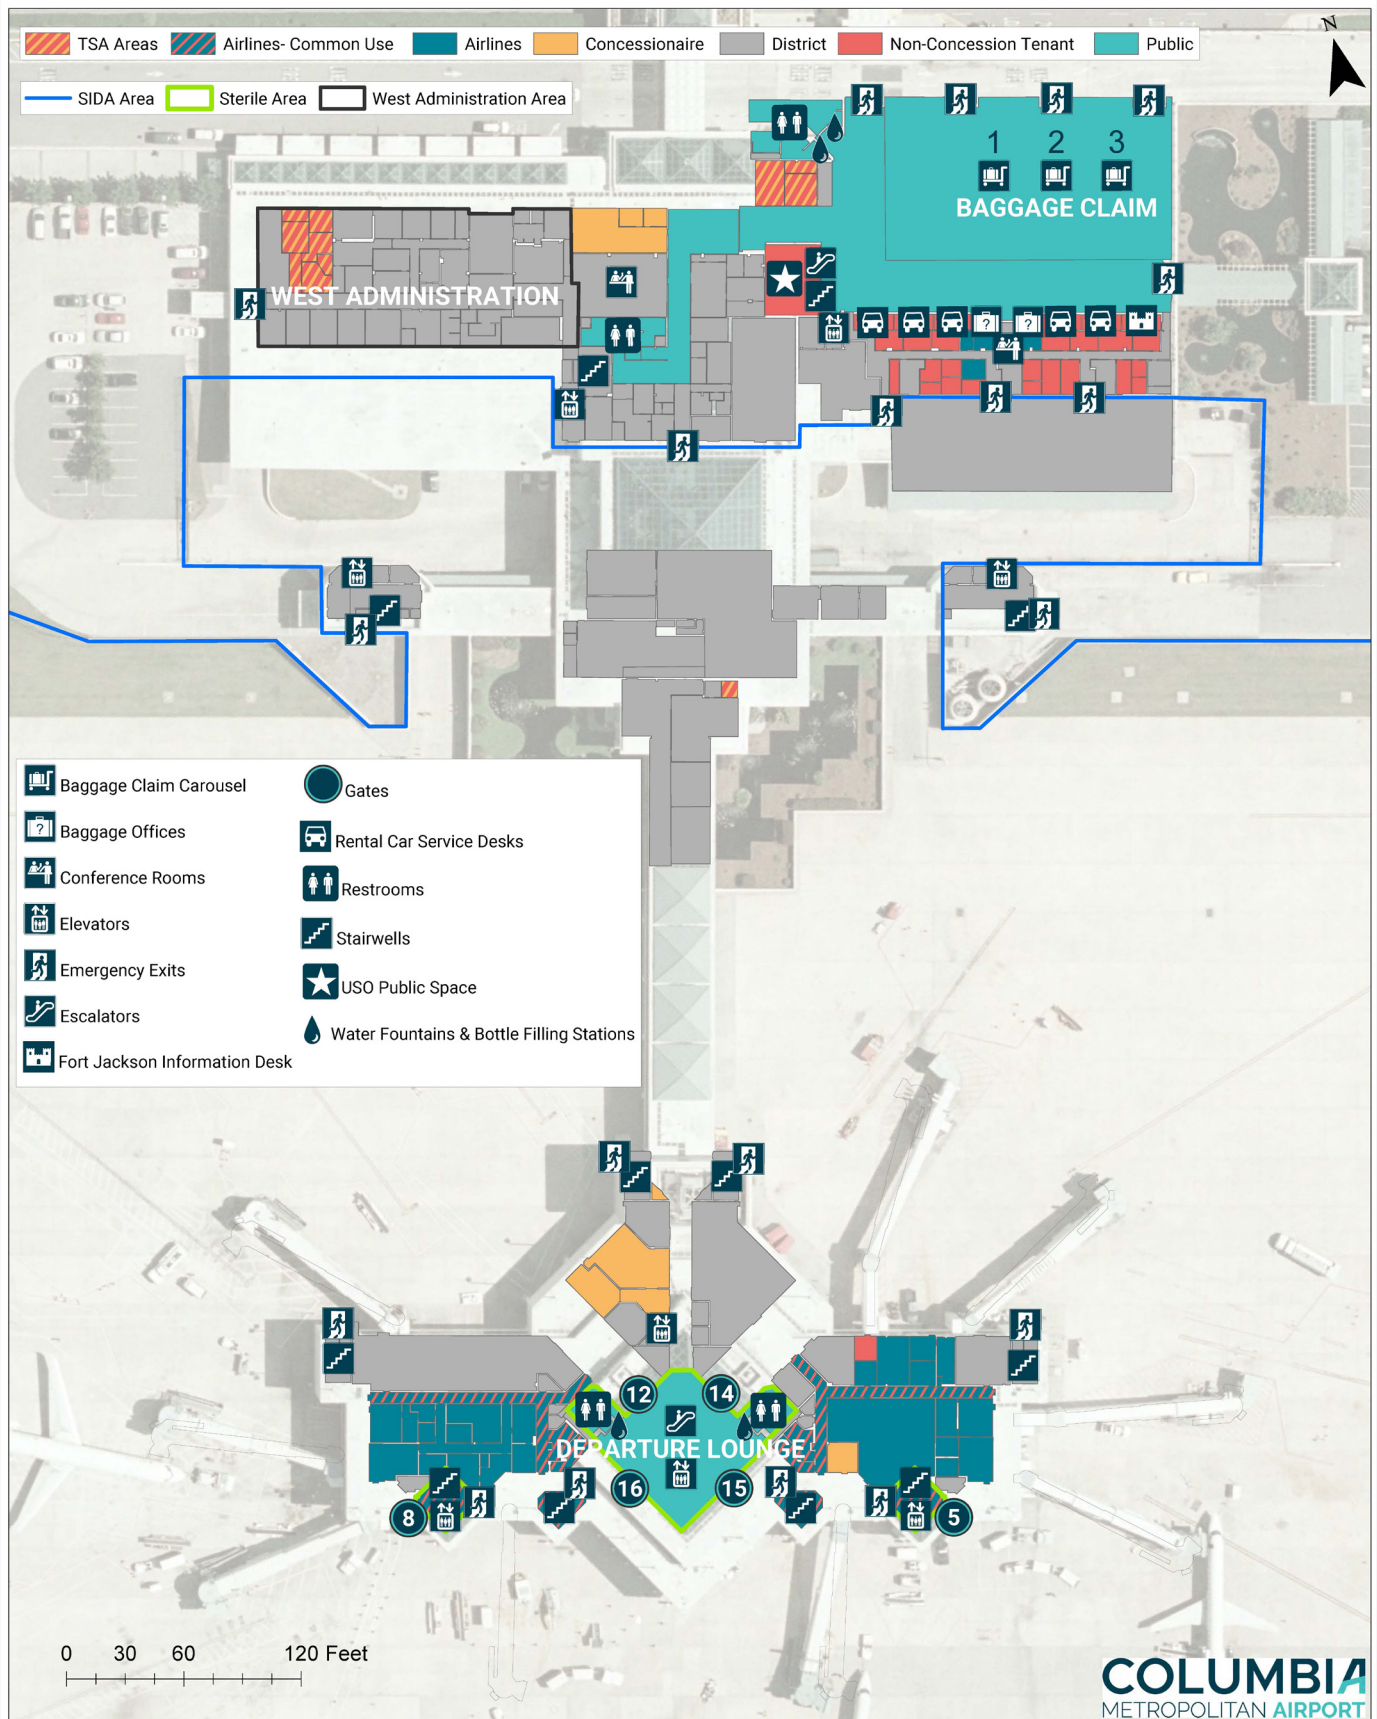 N
TSA Areas
Airlines- Common Use
Airlines
Concessionaire
District
Non-Concession Tenant
Public
SIDA Area
Sterile Area
West Administration Area
1 2 3
BAGGAGE CLAIM
WEST ADMINISTRATION
?
?
Baggage Claim Carousel
? Baggage Offices
Conference Rooms
Elevators
Emergency Exits
Escalators
Fort Jackson Information Desk
Gates
Rental Car Service Desks
Restrooms
Stairwells
USO Public Space
Water Fountains & Bottle Filling Stations
12 14
DEPARTURE LOUNGE
16 15
8 5
0 30 60 120 Feet
COLUMBIA
METROPOLITAN AIRPORT